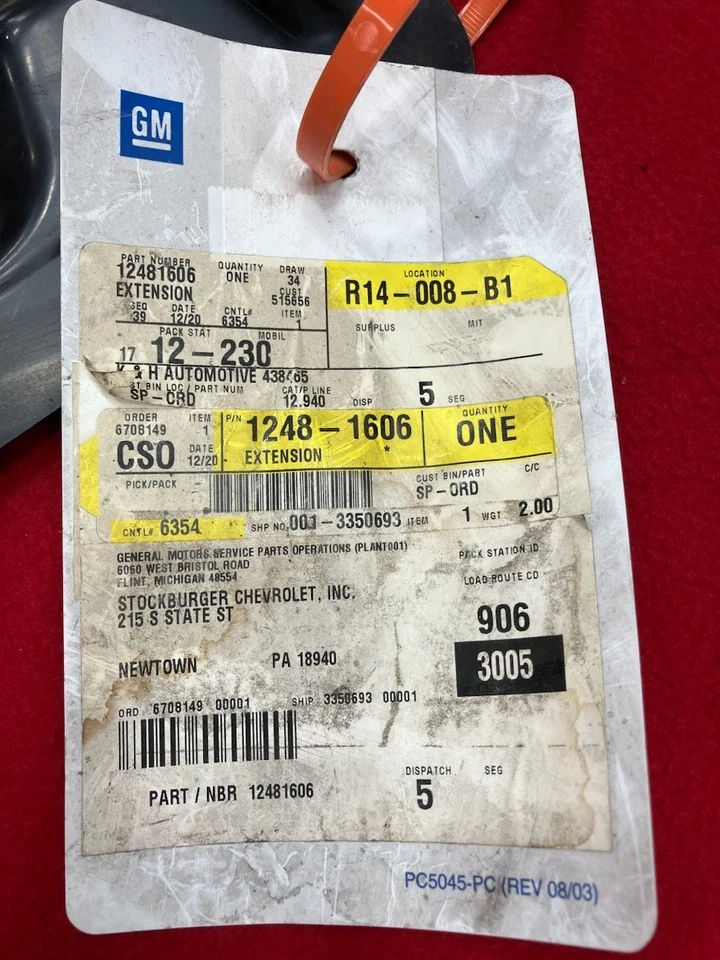 GM
PART NUMBER QUANTITY DRAW
12481606 ONE 34
EXTENSION CUST
515656
SEQ DATE CNTL# ITEM
39 12/20 6354 1
PACK STAT MOBIL
17 12-230
LOCATION
R14-008-B1
SURPLUS MIT
K & H AUTOMOTIVE 438465
ST BIN LOC / PART NUM CAT/P LINE
SP-ORD 12.940 DISP 5 SEG
ORDER ITEM P/N QUANTITY
6708149 1 1248-1606 ONE
CSO DATE 12/20 EXTENSION *
PICK/PACK CUST BIN/PART C/C
SP-ORD
CNTL# 6354 SHP NO. 001-3350693 ITEM 1 WGT 2.00
GENERAL MOTORS SERVICE PARTS OPERATIONS (PLANT001)
6060 WEST BRISTOL ROAD
FLINT, MICHIGAN 48554
PACK STATION ID
LOAD ROUTE CD
STOCKBURGER CHEVROLET, INC.
215 S STATE ST
906
NEWTOWN PA 18940
3005
ORD 6708149 00001 SHIP 3350693 00001
PART / NBR 12481606
DISPATCH SEG
5
PC5045-PC (REV 08/03)